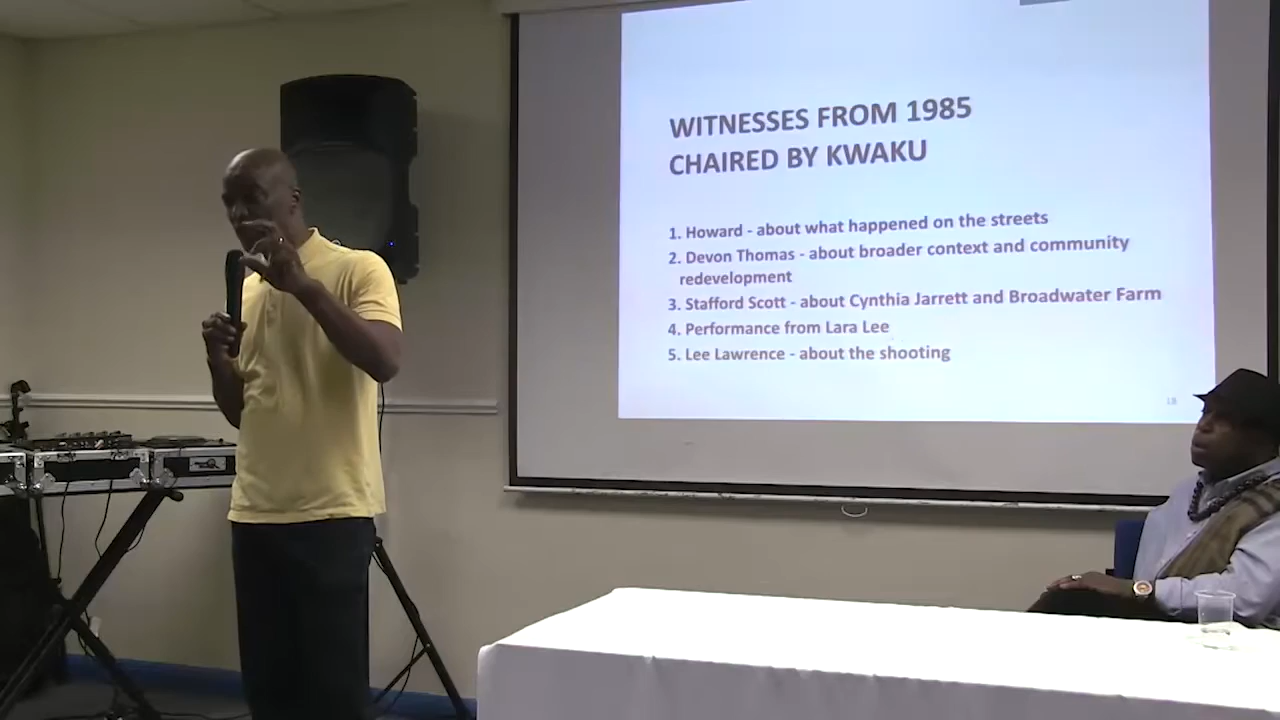 WITNESSES FROM 1985
CHAIRED BY KWAKU
1. Howard - about what happened on the streets
2. Devon Thomas - about broader context and community
redevelopment
3. Stafford Scott - about Cynthia Jarrett and Broadwater Farm
4. Performance from Lara Lee
5. Lee Lawrence - about the shooting
18